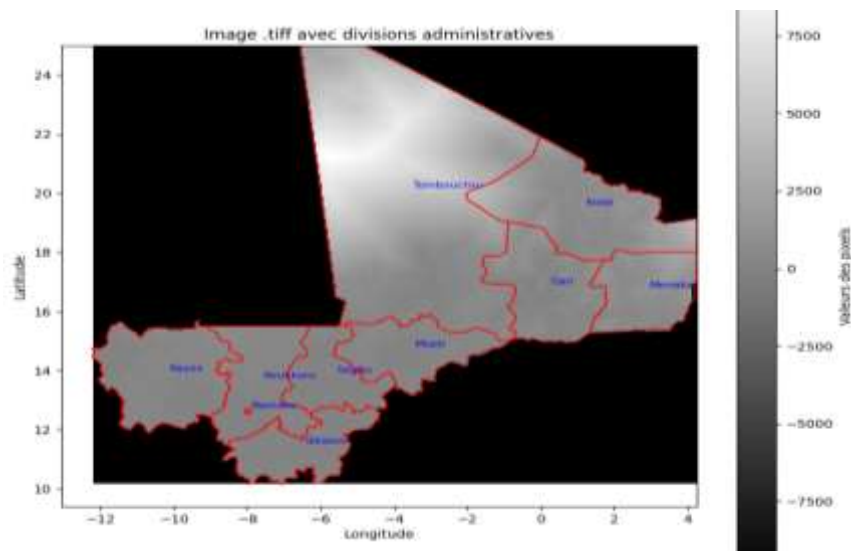 Image .tiff avec divisions administratives
24
22
20
18
16
14
12
10
Latitude
Tombouctou
Kidal
Gao
Menaka
Mopti
Kayes
Koulikoro
Segou
Bamako
Sikasso
−12
−10
−8
−6
−4
−2
0
2
4
Longitude
7500
5000
2500
0
−2500
−5000
−7500
Valeurs des pixels